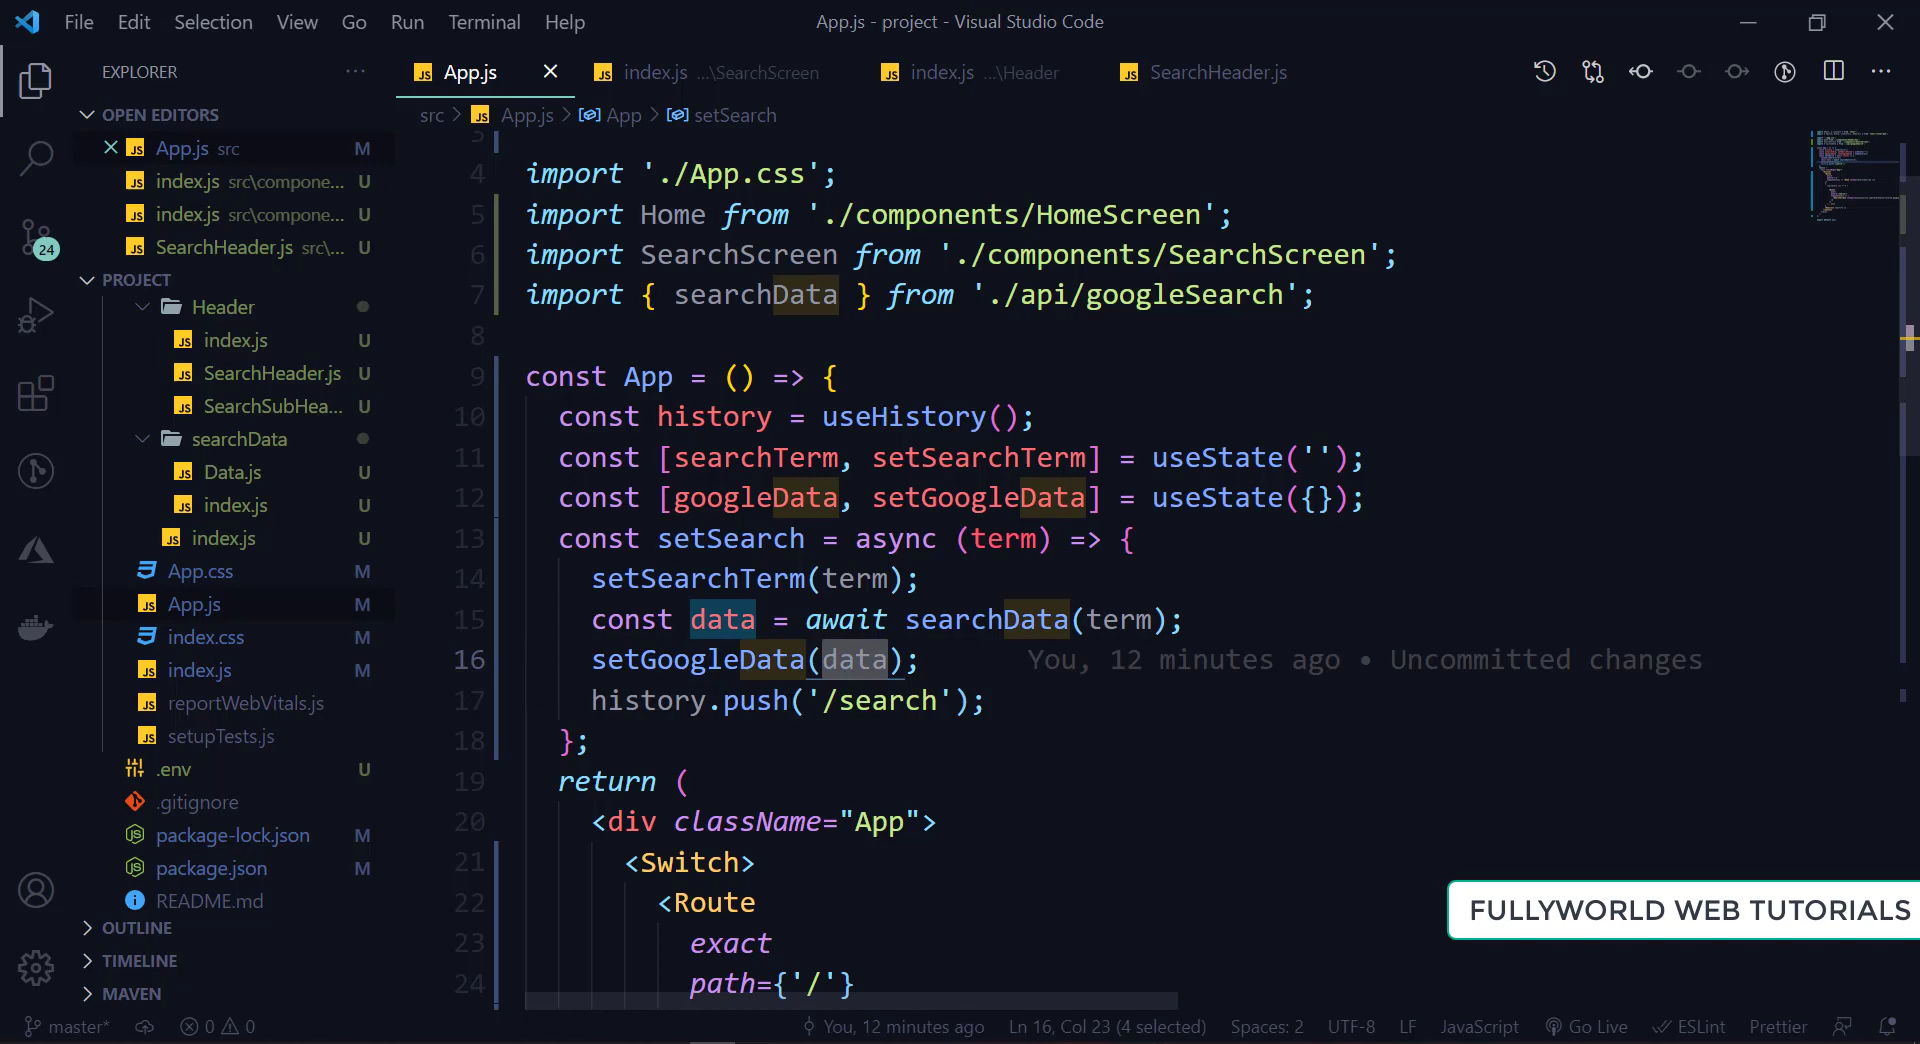 File Edit Selection View Go Run Terminal Help
App.js - project - Visual Studio Code
EXPLORER
OPEN EDITORS
App.js src M
index.js src\compone... U
index.js src\compone... U
SearchHeader.js src\... U
PROJECT
Header
index.js U
SearchHeader.js U
SearchSubHea... U
searchData
Data.js U
index.js U
index.js U
App.css M
App.js M
index.css M
index.js M
reportWebVitals.js
setupTests.js
.env U
.gitignore
package-lock.json M
package.json M
README.md
OUTLINE
TIMELINE
MAVEN
24
App.js
index.js ...\SearchScreen
index.js ...\Header
SearchHeader.js
src > App.js > App > setSearch
3
4 import './App.css';
5 import Home from './components/HomeScreen';
6 import SearchScreen from './components/SearchScreen';
7 import { searchData } from './api/googleSearch';
8
9 const App = () => {
10 const history = useHistory();
11 const [searchTerm, setSearchTerm] = useState('');
12 const [googleData, setGoogleData] = useState({});
13 const setSearch = async (term) => {
14 setSearchTerm(term);
15 const data = await searchData(term);
16 setGoogleData(data); You, 12 minutes ago • Uncommitted changes
17 history.push('/search');
18 };
19 return (
20 <div className="App">
21 <Switch>
22 <Route
23 exact
24 path={'/'}
FULLYWORLD WEB TUTORIALS
master* 0 0 You, 12 minutes ago Ln 16, Col 23 (4 selected) Spaces: 2 UTF-8 LF JavaScript Go Live ESLint Prettier